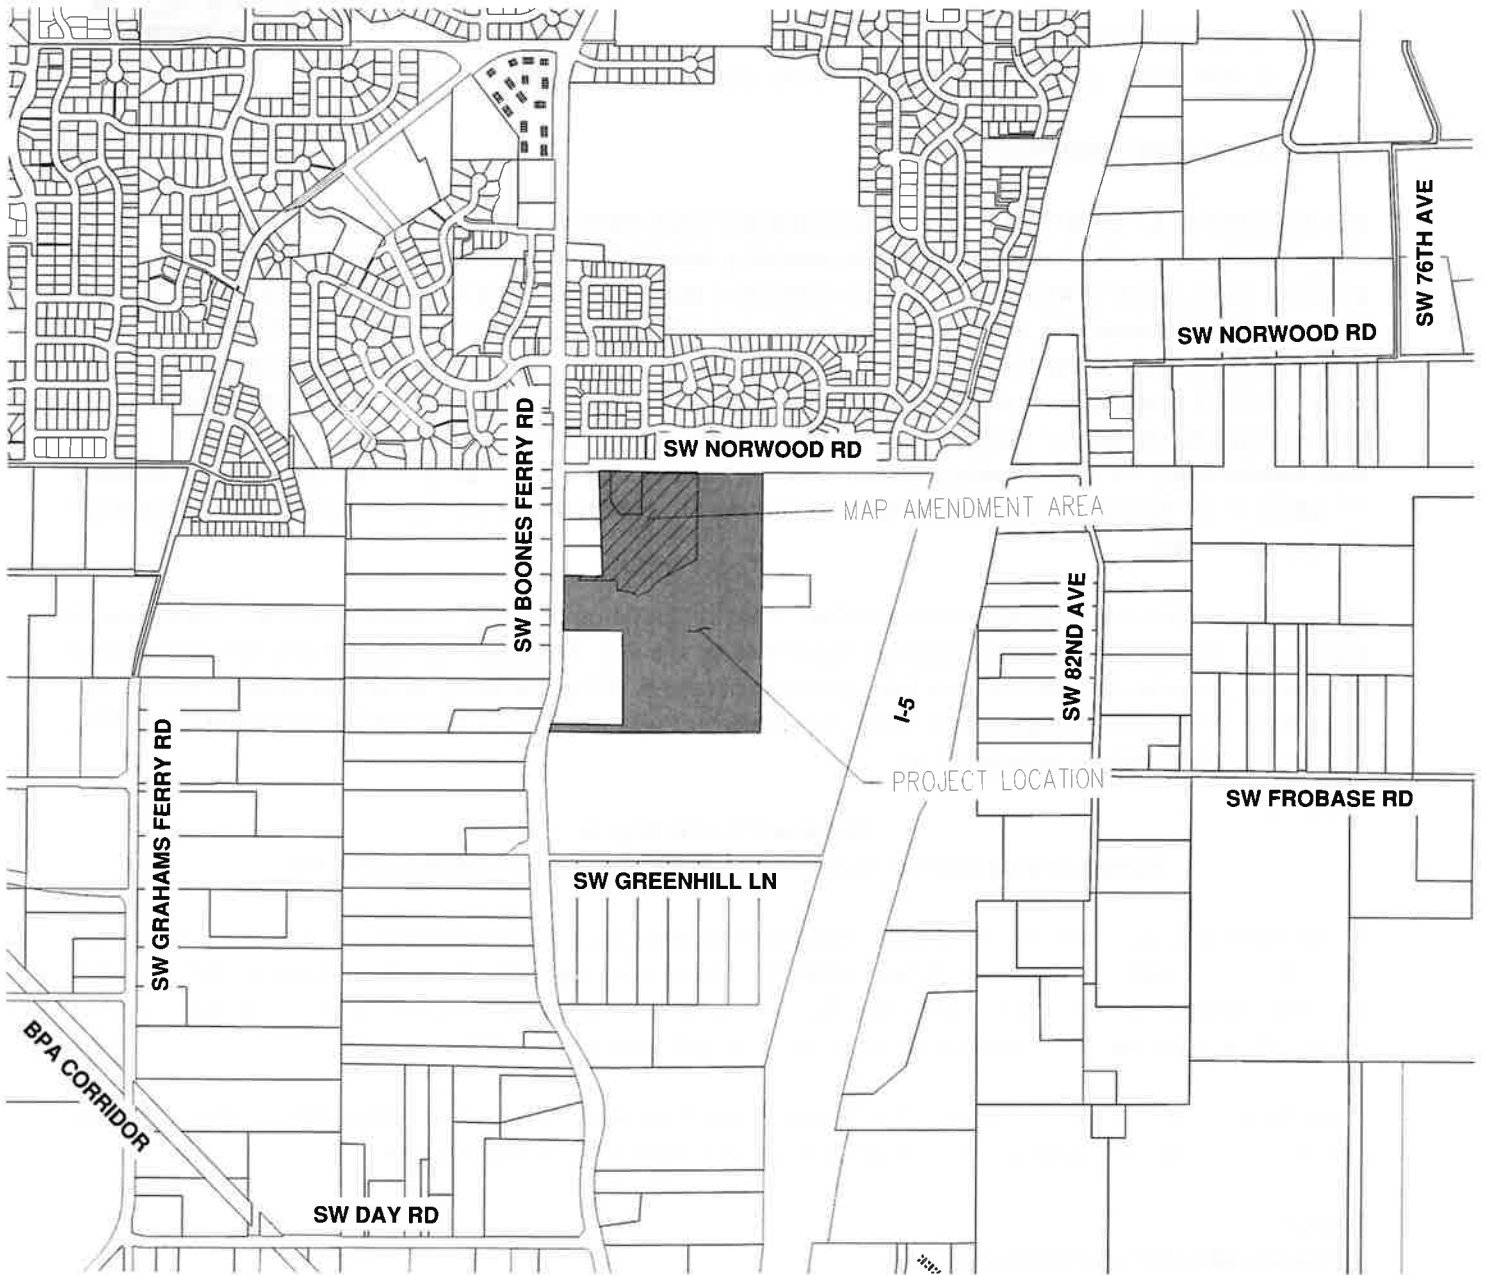 SW 76TH AVE
SW NORWOOD RD
SW BOONES FERRY RD
SW NORWOOD RD
MAP AMENDMENT AREA
SW 82ND AVE
I-5
SW GRAHAMS FERRY RD
PROJECT LOCATION
SW FROBASE RD
SW GREENHILL LN
BPA CORRIDOR
SW DAY RD